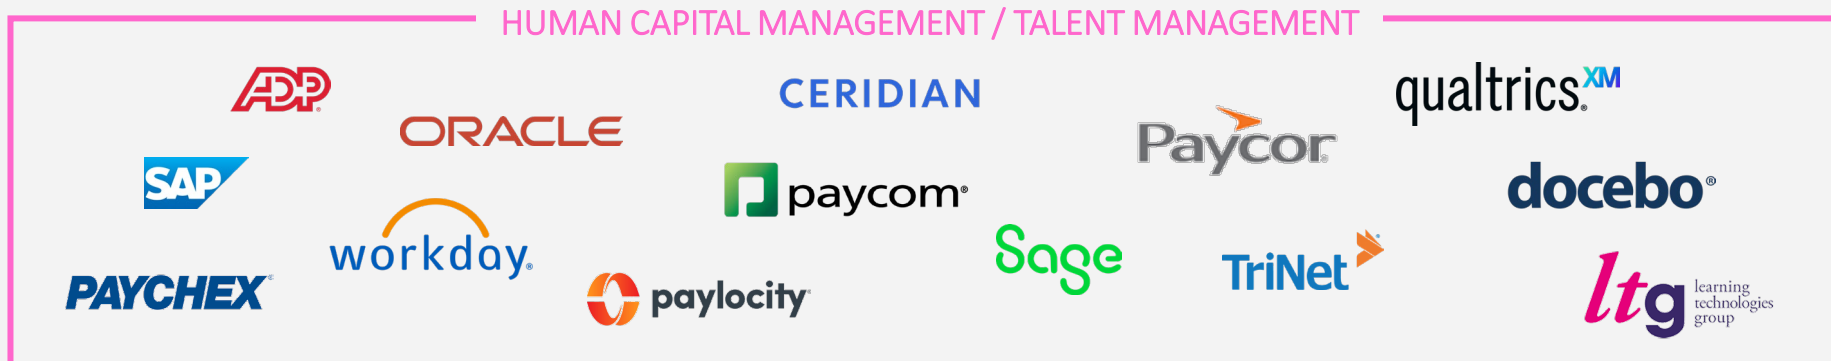 HUMAN CAPITAL MANAGEMENT / TALENT MANAGEMENT
ADP®
ORACLE
CERIDIAN
Paycor®
qualtrics.XM®
SAP
workday®
paycom®
docebo®
PAYCHEX®
paylocity
Sage
TriNet
ltg learning
technologies
group